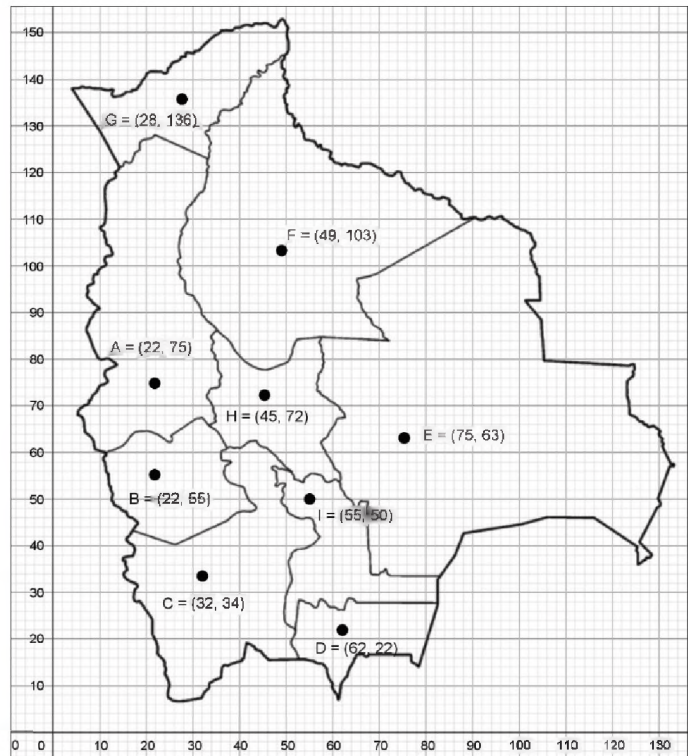 150
140
130
120
110
100
90
80
70
60
50
40
30
20
10
G = (28, 136)
F = (49, 103)
A = (22, 75)
H = (45, 72)
E = (75, 63)
B = (22, 55)
I = (55, 50)
C = (32, 34)
D = (62, 22)
0 0 10 20 30 40 50 60 70 80 90 100 110 120 130